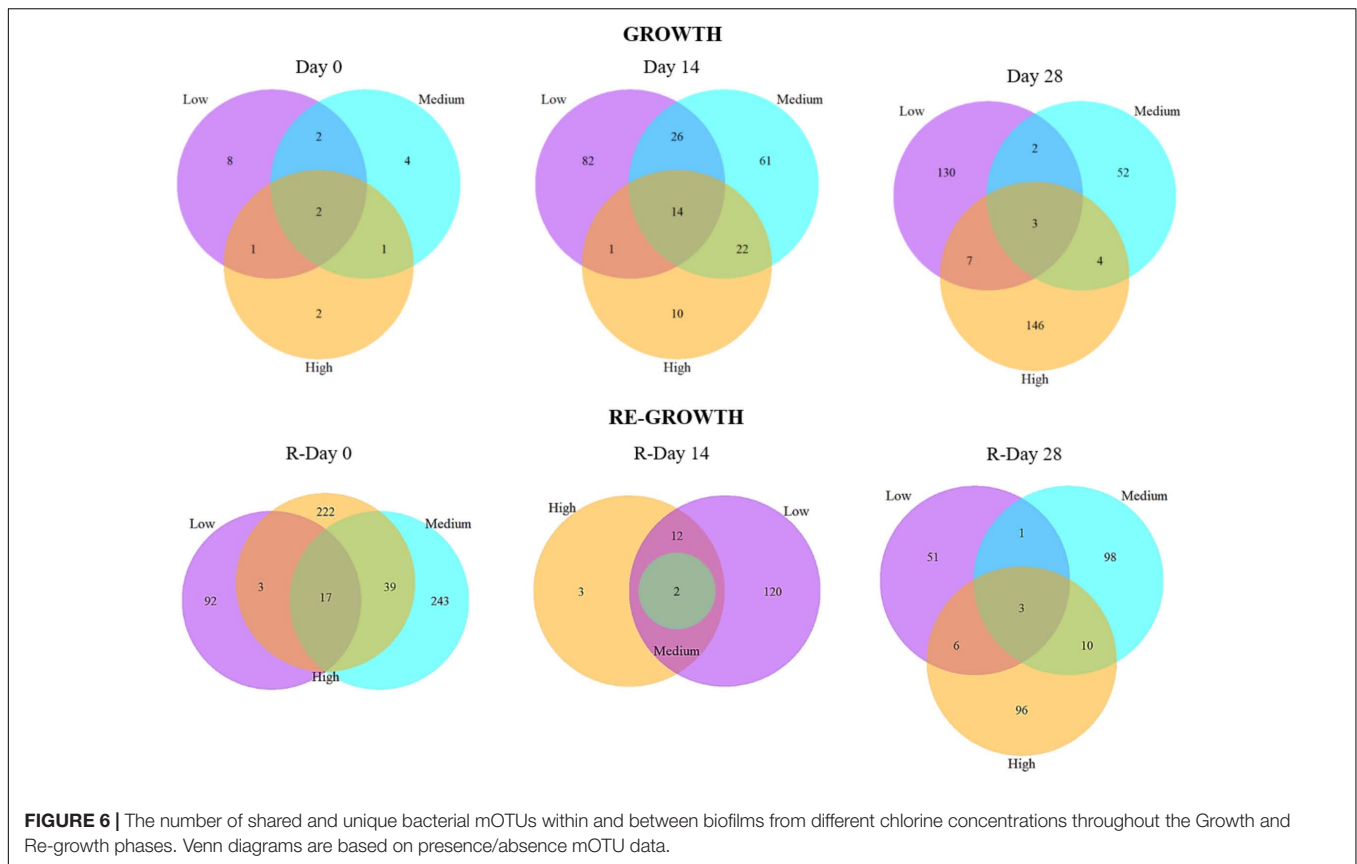 GROWTH
Day 0
Low
Medium
2
8
4
2
1
1
2
High
Day 14
Low
Medium
26
82
61
14
1
22
10
High
Day 28
Low
Medium
2
130
52
3
7
4
146
High
RE-GROWTH
R-Day 0
222
Low
Medium
3
17
39
92
243
High
R-Day 14
High
Low
12
3
2
120
Medium
R-Day 28
Low
Medium
1
51
98
3
6
10
96
High
FIGURE 6 | The number of shared and unique bacterial mOTUs within and between biofilms from different chlorine concentrations throughout the Growth and
Re-growth phases. Venn diagrams are based on presence/absence mOTU data.